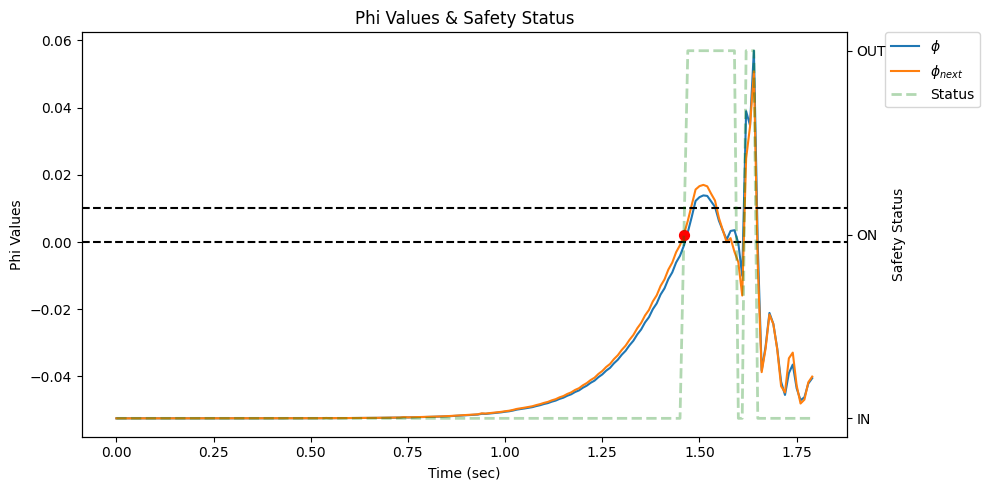 Phi Values & Safety Status
0.06
0.04
0.02
0.00
−0.02
−0.04
Phi Values
0.00
0.25
0.50
0.75
1.00
1.25
1.50
1.75
Time (sec)
OUT
ON
IN
Safety Status
ϕ
ϕnext
Status